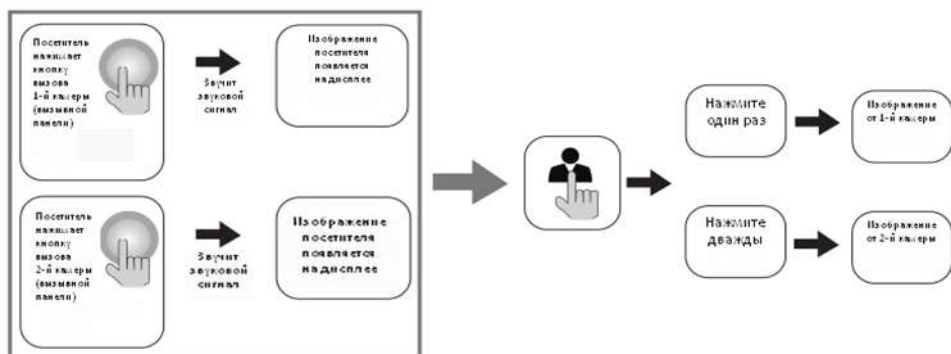 Посетитель
нажимает
кнопку
вызова
1-й камеры
(вызывной
панели)
Звучит
звуковой
сигнал
Изображение
посетителя
появляется
на дисплее
Посетитель
нажимает
кнопку
вызова
2-й камеры
(вызывной
панели)
Звучит
звуковой
сигнал
Изображение
посетителя
появляется
на дисплее
Нажмите
один раз
Изображение
от 1-й камеры
Нажмите
дважды
Изображение
от 2-й камеры